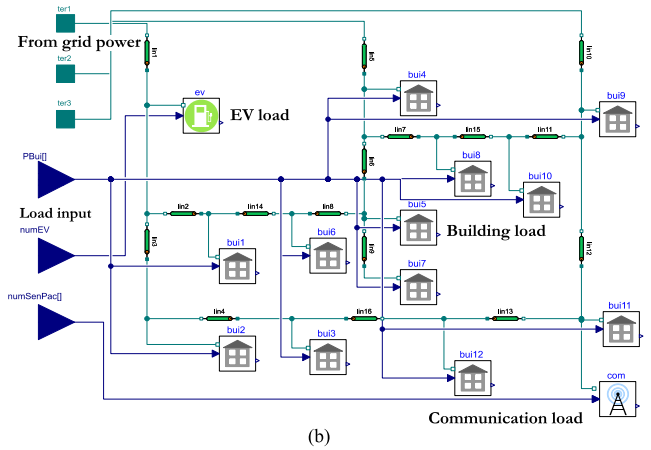 ter1
From grid power
ter2
ter3
lin1
lin5
lin10
ev
EV load
bui4
bui9
lin7
lin15
lin11
PBui[]
lin6
bui8
bui10
Load input
lin2
lin14
lin8
bui5
Building load
numEV
lin3
bui1
bui6
lin9
bui7
lin12
numSenPac[]
lin4
lin16
lin13
bui11
bui2
bui3
bui12
com
Communication load
(b)